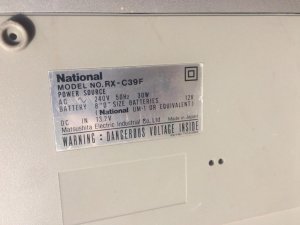 National
MODEL NO. RX-C39F
POWER SOURCE
AC ~ 240V 50Hz 30W
BATTERY 8 "D" SIZE BATTERIES 12V
(National UM-1 OR EQUIVALENT)
DC IN 13.2V
Matsushita Electric Industrial Co., Ltd. Made in Japan
WARNING: DANGEROUS VOLTAGE INSIDE